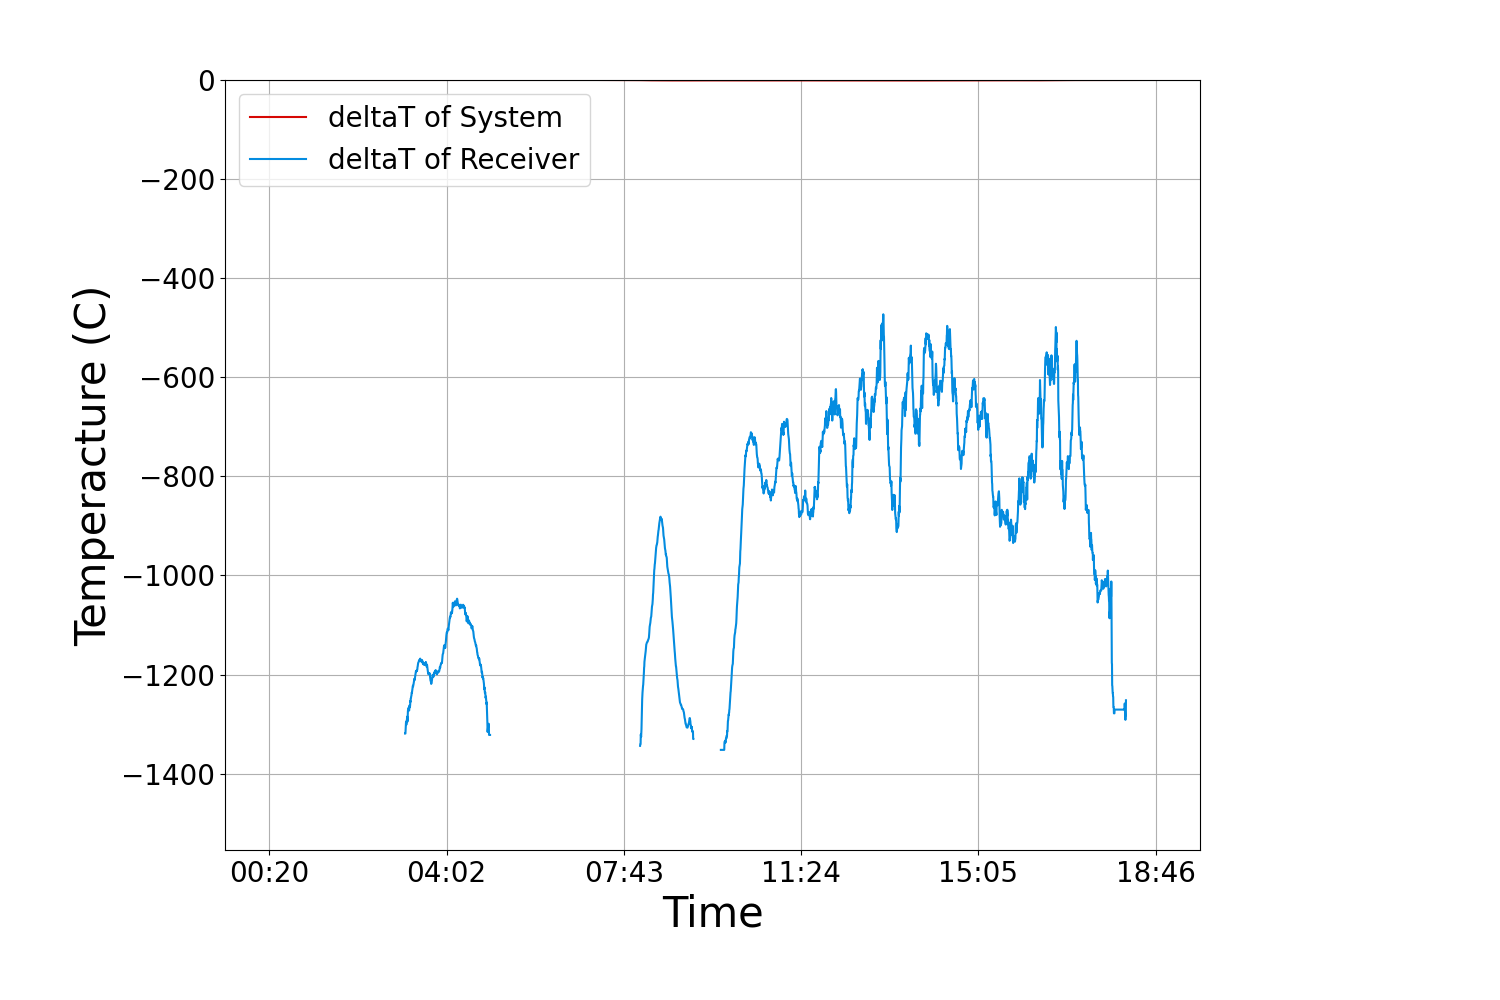 0
deltaT of System
deltaT of Receiver
−200
−400
−600
−800
−1000
−1200
−1400
Temperacture (C)
00:20 04:02 07:43 11:24 15:05 18:46
Time